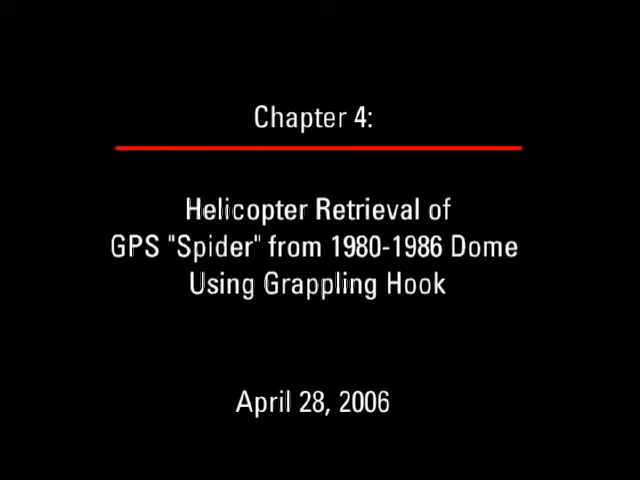 Chapter 4:
Helicopter Retrieval of
GPS "Spider" from 1980-1986 Dome
Using Grappling Hook
April 28, 2006